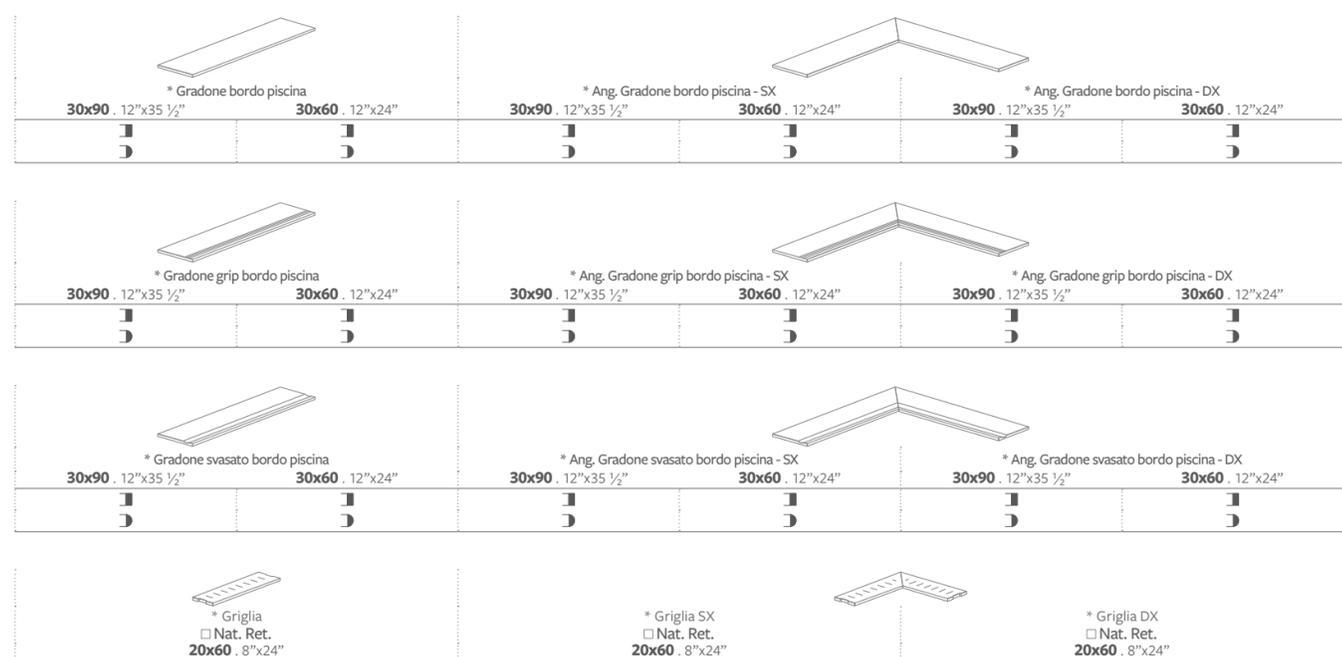 * Gradone bordo piscina
30x90 . 12”x35 ½”
30x60 . 12”x24”
* Ang. Gradone bordo piscina - SX
30x90 . 12”x35 ½”
30x60 . 12”x24”
* Ang. Gradone bordo piscina - DX
30x90 . 12”x35 ½”
30x60 . 12”x24”
* Gradone grip bordo piscina
30x90 . 12”x35 ½”
30x60 . 12”x24”
* Ang. Gradone grip bordo piscina - SX
30x90 . 12”x35 ½”
30x60 . 12”x24”
* Ang. Gradone grip bordo piscina - DX
30x90 . 12”x35 ½”
30x60 . 12”x24”
* Gradone svasato bordo piscina
30x90 . 12”x35 ½”
30x60 . 12”x24”
* Ang. Gradone svasato bordo piscina - SX
30x90 . 12”x35 ½”
30x60 . 12”x24”
* Ang. Gradone svasato bordo piscina - DX
30x90 . 12”x35 ½”
30x60 . 12”x24”
* Griglia
□ Nat. Ret.
20x60 . 8”x24”
* Griglia SX
□ Nat. Ret.
20x60 . 8”x24”
* Griglia DX
□ Nat. Ret.
20x60 . 8”x24”